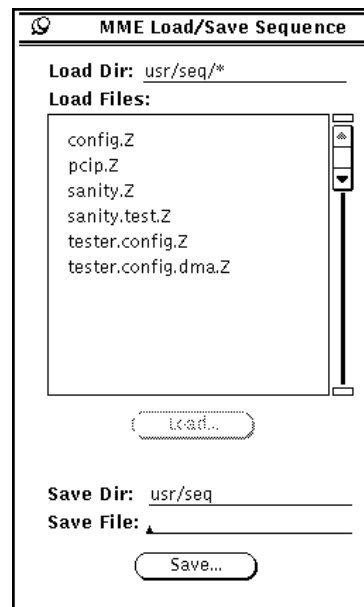 MME Load/Save Sequence
Load Dir: usr/seq/*
Load Files:
config.Z
pcip.Z
sanity.Z
sanity.test.Z
tester.config.Z
tester.config.dma.Z
Load...
Save Dir: usr/seq
Save File:
Save...